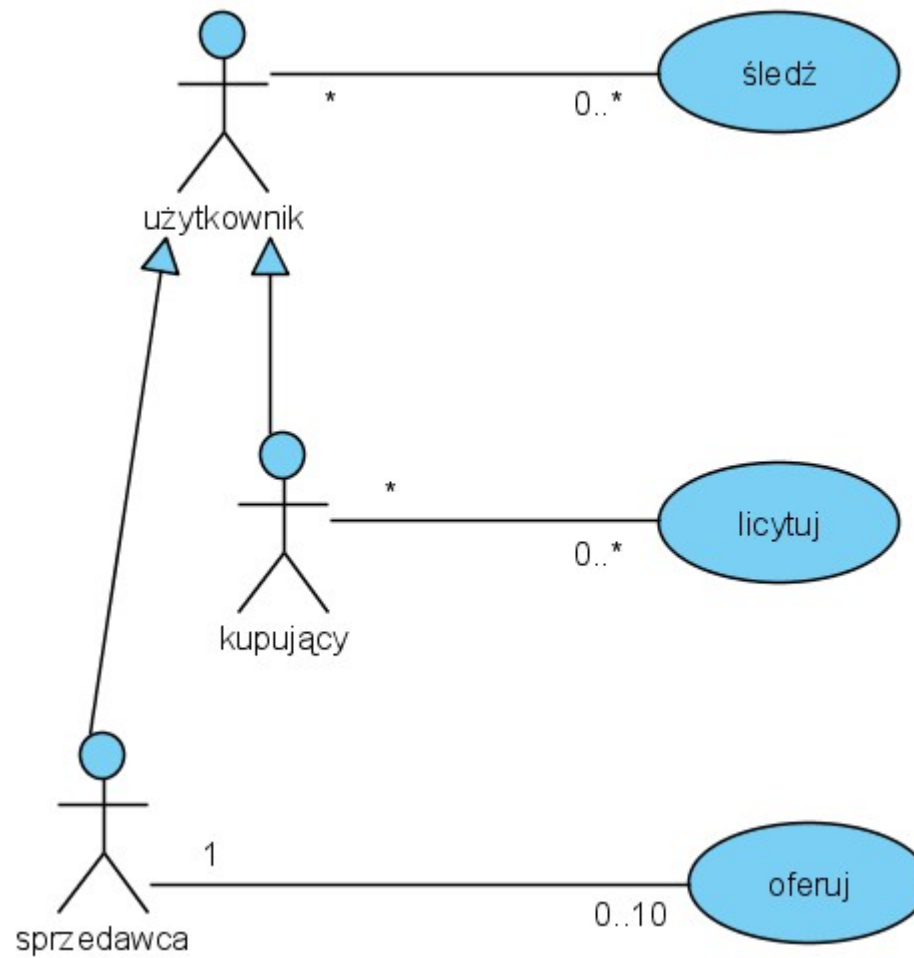 śledź
* 0..*
użytkownik
*
licytuj
0..*
kupujący
1
oferuj
0..10
sprzedawca